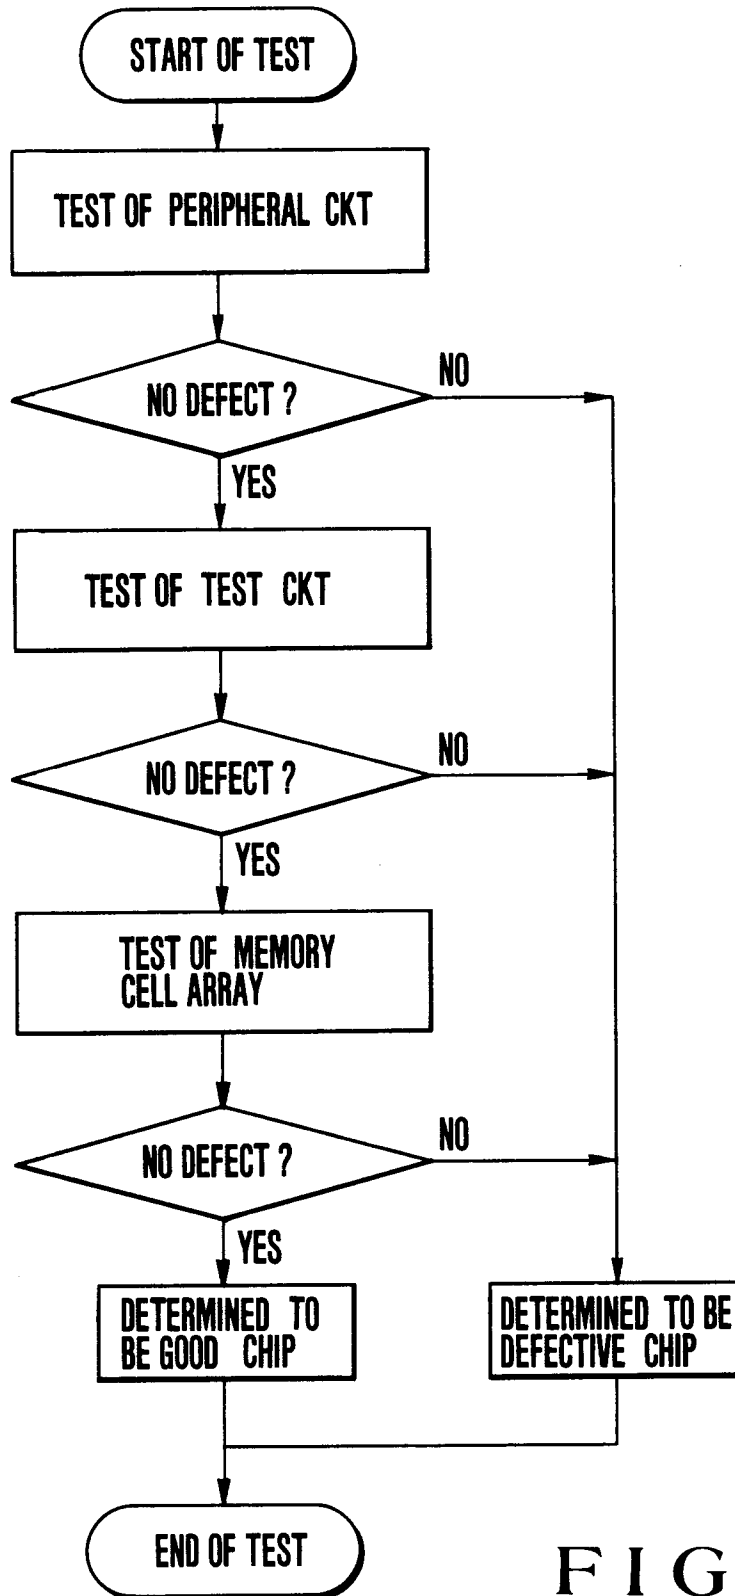 START OF TEST
TEST OF PERIPHERAL CKT
NO DEFECT ?
NO
YES
TEST OF TEST CKT
NO DEFECT ?
NO
YES
TEST OF MEMORY
CELL ARRAY
NO DEFECT ?
NO
YES
DETERMINED TO
BE GOOD CHIP
DETERMINED TO BE
DEFECTIVE CHIP
END OF TEST
FIG